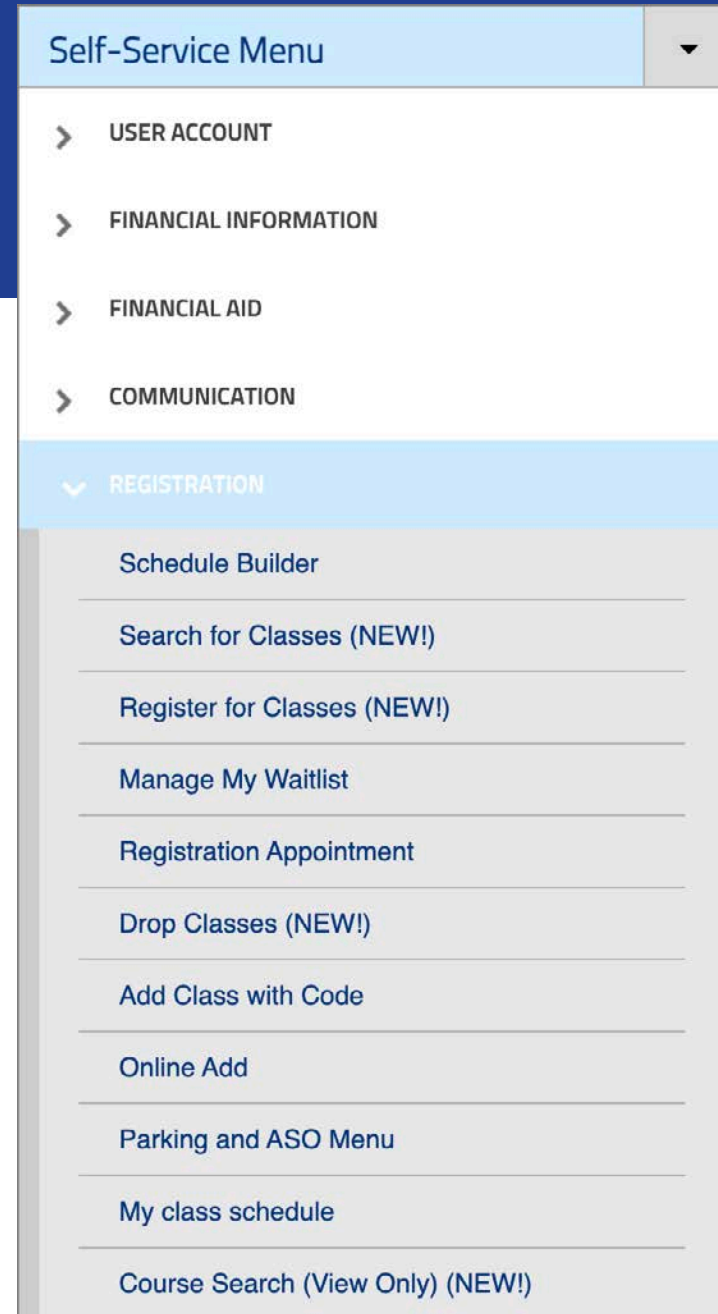 Self-Service Menu
USER ACCOUNT
FINANCIAL INFORMATION
FINANCIAL AID
COMMUNICATION
REGISTRATION
Schedule Builder
Search for Classes (NEW!)
Register for Classes (NEW!)
Manage My Waitlist
Registration Appointment
Drop Classes (NEW!)
Add Class with Code
Online Add
Parking and ASO Menu
My class schedule
Course Search (View Only) (NEW!)